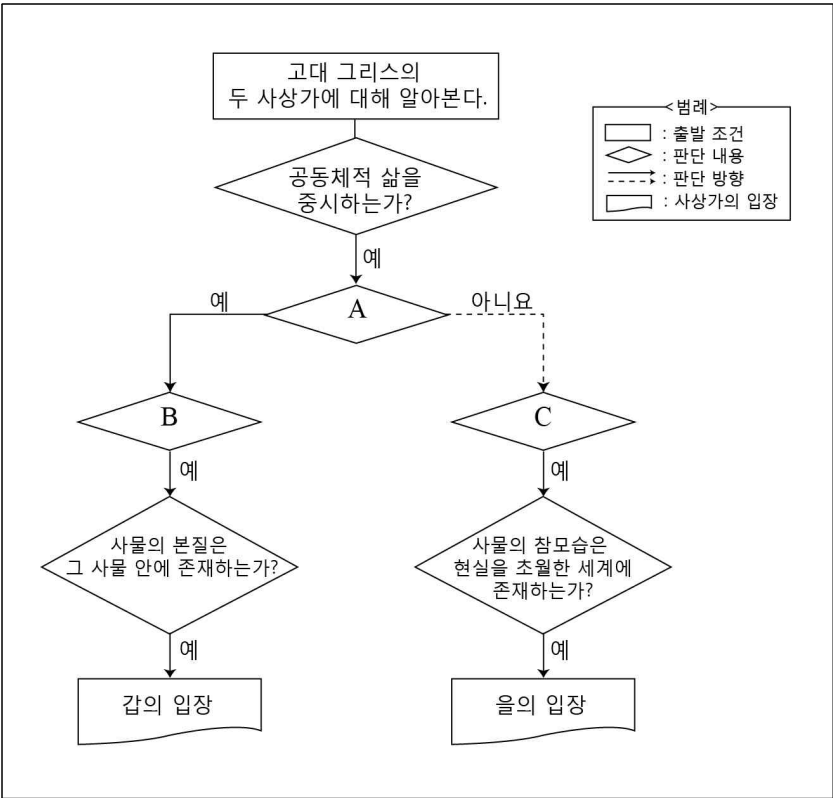 고대 그리스의
두 사상가에 대해 알아본다.
<범례>
: 출발 조건
: 판단 내용
: 판단 방향
: 사상가의 입장
공동체적 삶을
중시하는가?
예
예
A
아니요
B
C
예
예
사물의 본질은
그 사물 안에 존재하는가?
사물의 참모습은
현실을 초월한 세계에
존재하는가?
예
예
갑의 입장
을의 입장